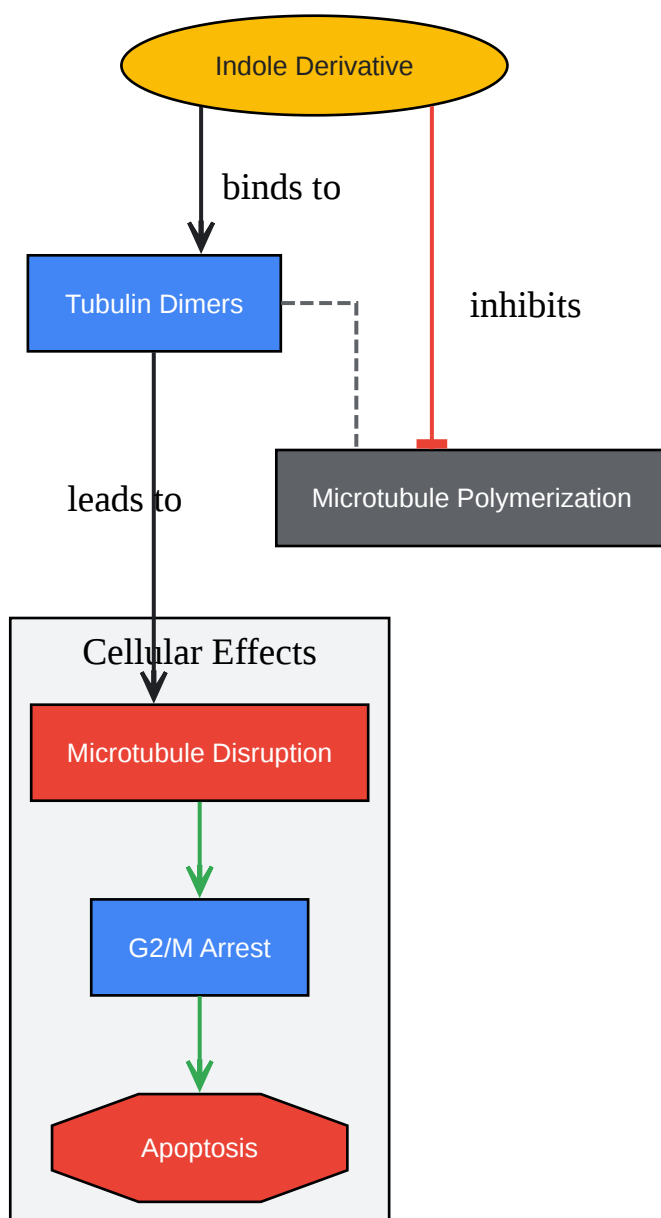 Indole Derivative
binds to
Tubulin Dimers
inhibits
leads to
Microtubule Polymerization
Cellular Effects
Microtubule Disruption
G2/M Arrest
Apoptosis